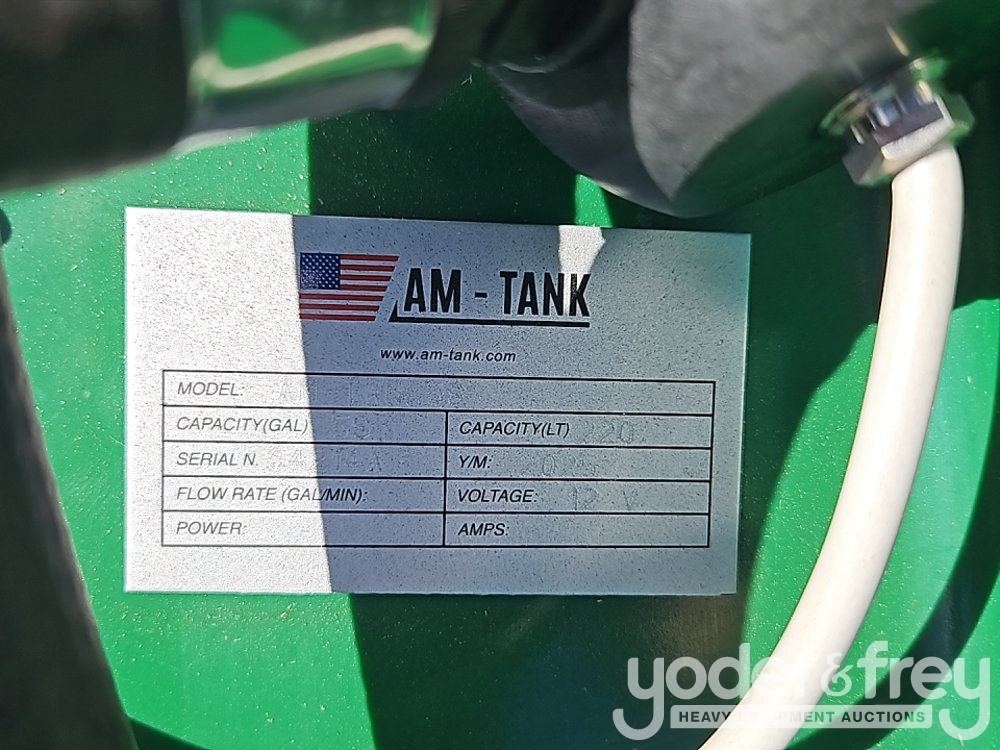 AM - TANK
www.am-tank.com
MODEL:
CAPACITY(GAL)
CAPACITY(LT) 220
SERIAL N.
Y/M:
FLOW RATE (GAL/MIN):
VOLTAGE: 12 V
POWER:
AMPS:
yoder&frey
HEAVY EQUIPMENT AUCTIONS